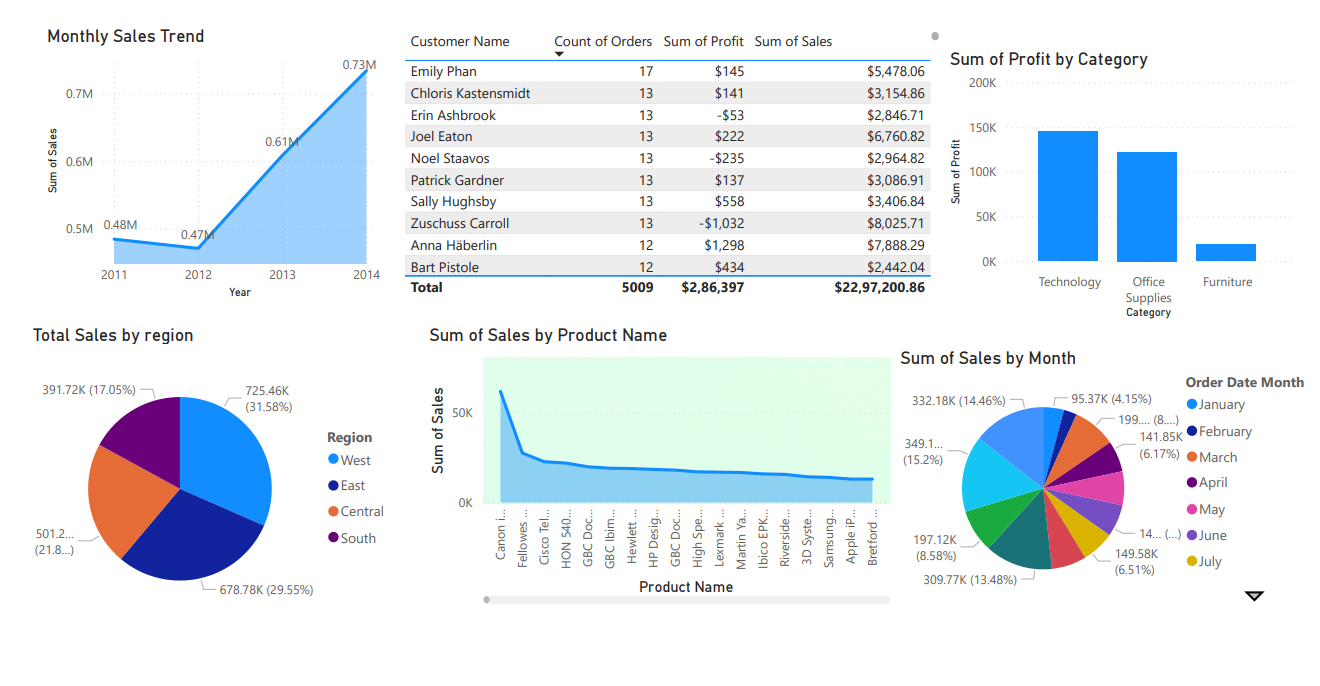 Monthly Sales Trend
Sum of Sales
0.7M
0.6M
0.5M
0.48M
0.47M
0.61M
0.73M
2011 2012 2013 2014
Year
Customer Name Count of Orders Sum of Profit Sum of Sales
Emily Phan 17 $145 $5,478.06
Chloris Kastensmidt 13 $141 $3,154.86
Erin Ashbrook 13 -$53 $2,846.71
Joel Eaton 13 $222 $6,760.82
Noel Staavos 13 -$235 $2,964.82
Patrick Gardner 13 $137 $3,086.91
Sally Hughsby 13 $558 $3,406.84
Zuschuss Carroll 13 -$1,032 $8,025.71
Anna Häberlin 12 $1,298 $7,888.29
Bart Pistole 12 $434 $2,442.04
Total 5009 $2,86,397 $22,97,200.86
Sum of Profit by Category
Sum of Profit
200K
150K
100K
50K
0K
Technology Office Furniture
Supplies
Category
Total Sales by region
391.72K (17.05%)
725.46K
(31.58%)
501.2...
(21.8...)
678.78K (29.55%)
Region
West
East
Central
South
Sum of Sales by Product Name
Sum of Sales
50K
0K
Canon i...
Fellowes ...
Cisco Tel...
HON 540...
GBC Doc...
GBC Ibim...
Hewlett ...
HP Desig...
GBC Doc...
High Spe...
Lexmark ...
Martin Ya...
Ibico EPK...
Riverside...
3D Syste...
Samsung...
Apple iP...
Bretford ...
Product Name
Sum of Sales by Month
332.18K (14.46%)
95.37K (4.15%)
199.... (8....)
141.85K
(6.17%)
349.1...
(15.2%)
14... (...)
197.12K
(8.58%)
149.58K
(6.51%)
309.77K (13.48%)
Order Date Month
January
February
March
April
May
June
July